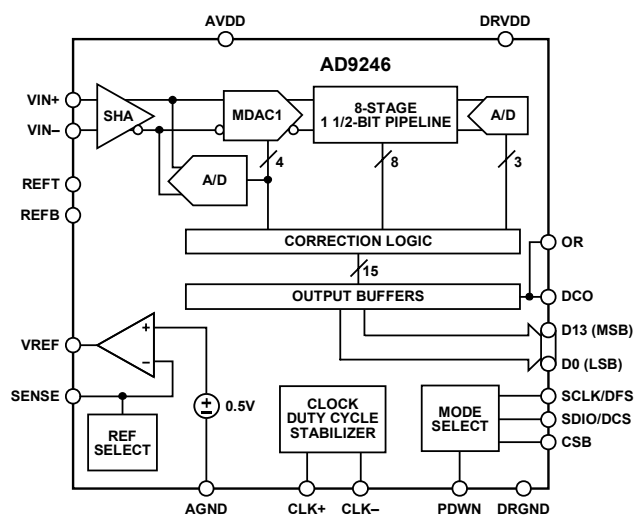 AVDD
DRVDD
AD9246
VIN+
VIN–
SHA
MDAC1
8-STAGE
1 1/2-BIT PIPELINE
A/D
A/D
4
8
3
REFT
REFB
CORRECTION LOGIC
OR
15
OUTPUT BUFFERS
DCO
D13 (MSB)
D0 (LSB)
VREF
+
–
SENSE
REF
SELECT
+
–
0.5V
CLOCK
DUTY CYCLE
STABILIZER
MODE
SELECT
SCLK/DFS
SDIO/DCS
CSB
AGND
CLK+
CLK–
PDWN
DRGND